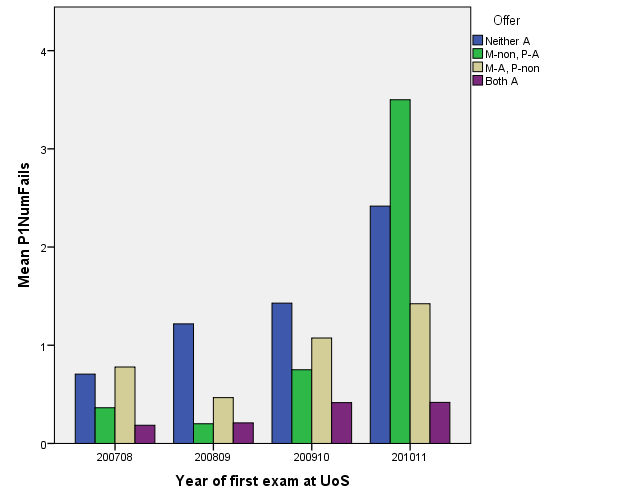 Offer
Neither A
M-non, P-A
M-A, P-non
Both A
4
3
2
1
0
Mean P1NumFails
200708
200809
200910
201011
Year of first exam at UoS